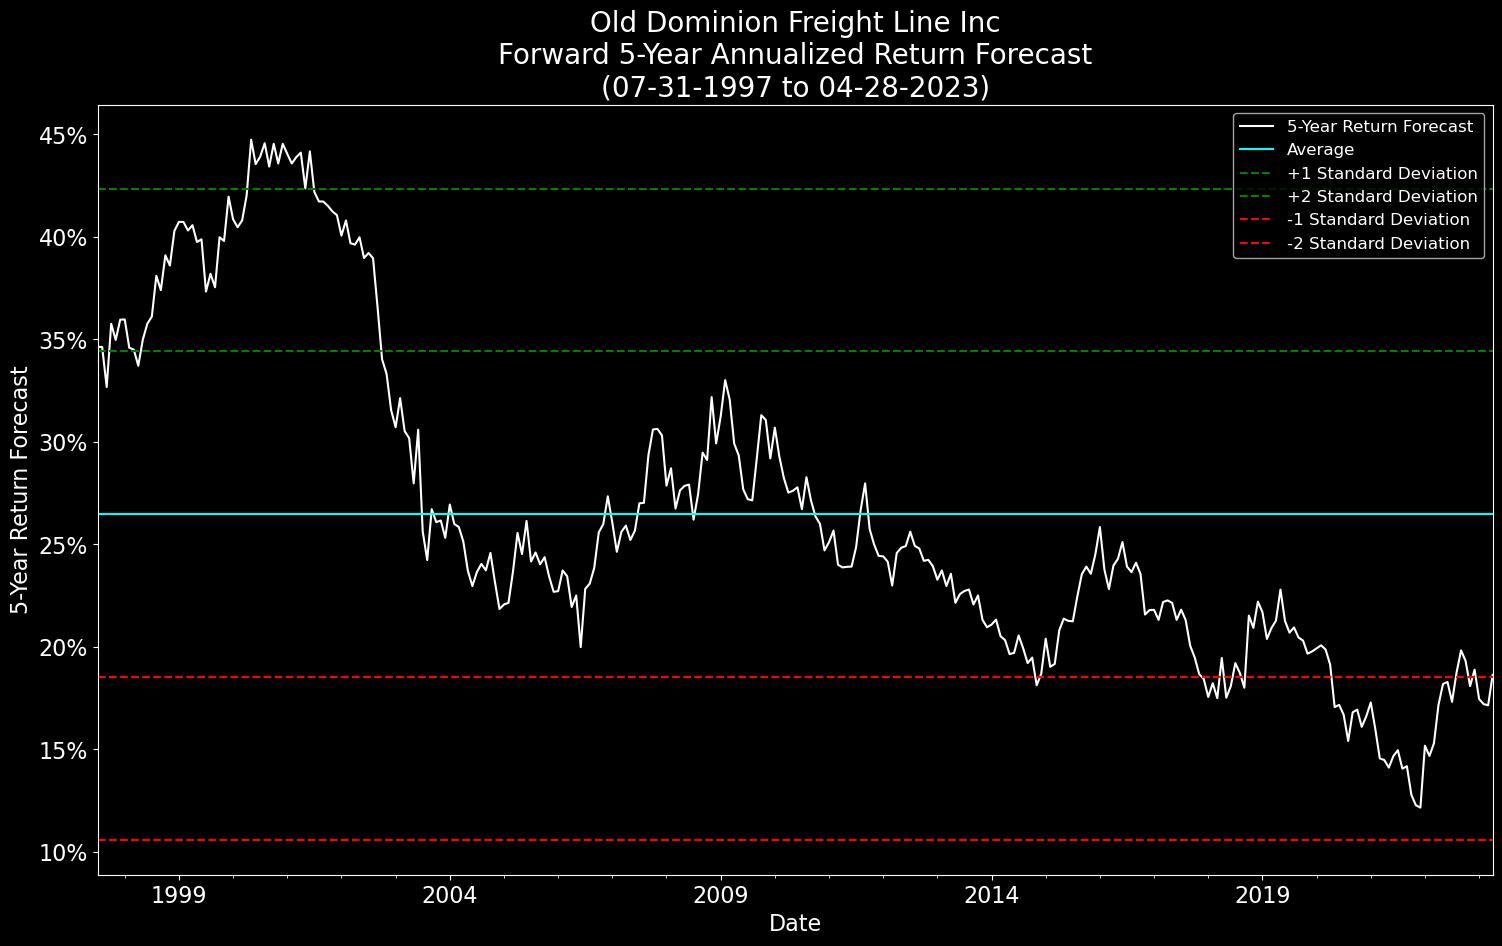 Old Dominion Freight Line Inc
Forward 5-Year Annualized Return Forecast
(07-31-1997 to 04-28-2023)
5-Year Return Forecast
Average
+1 Standard Deviation
+2 Standard Deviation
-1 Standard Deviation
-2 Standard Deviation
5-Year Return Forecast
45%
40%
35%
30%
25%
20%
15%
10%
1999
2004
2009
2014
2019
Date